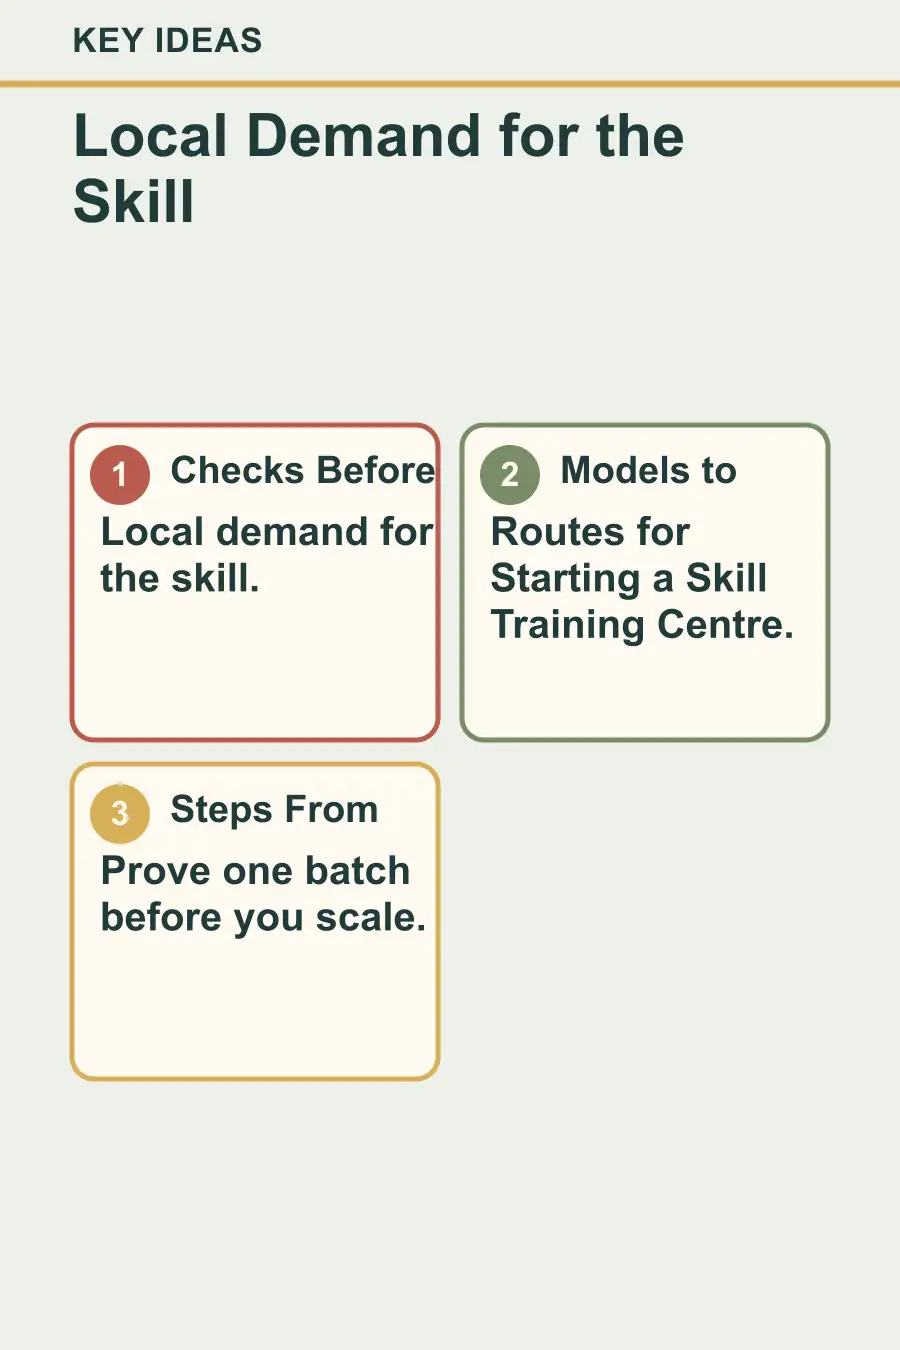 KEY IDEAS
Local Demand for the
Skill
1
Checks Before
Local demand for
the skill.
2
Models to
Routes for
Starting a Skill
Training Centre.
3
Steps From
Prove one batch
before you scale.